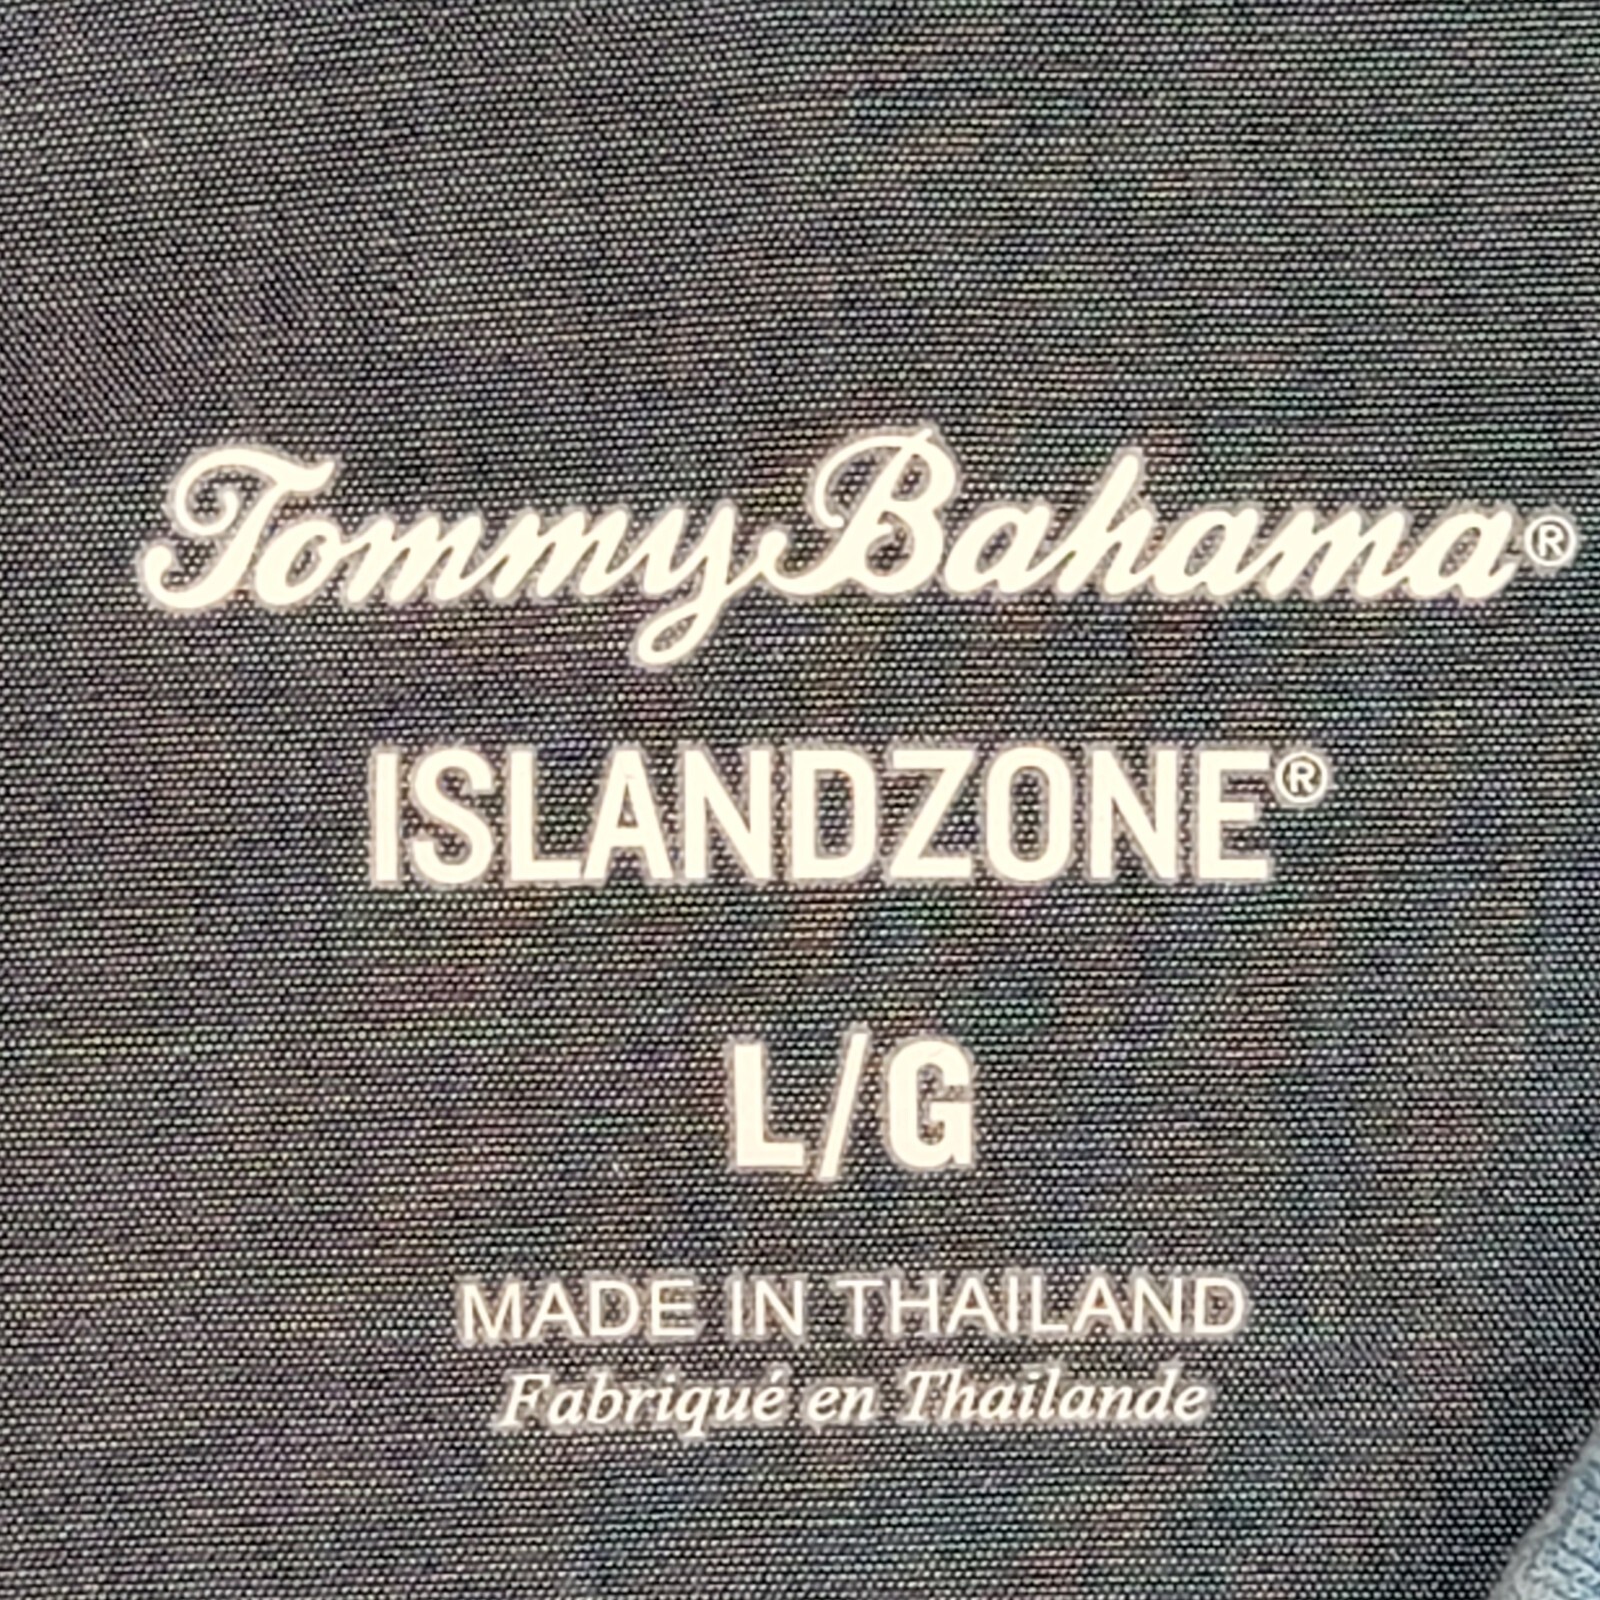 Tommy Bahama®
ISLANDZONE®
L/G
MADE IN THAILAND
Fabriqué en Thailande